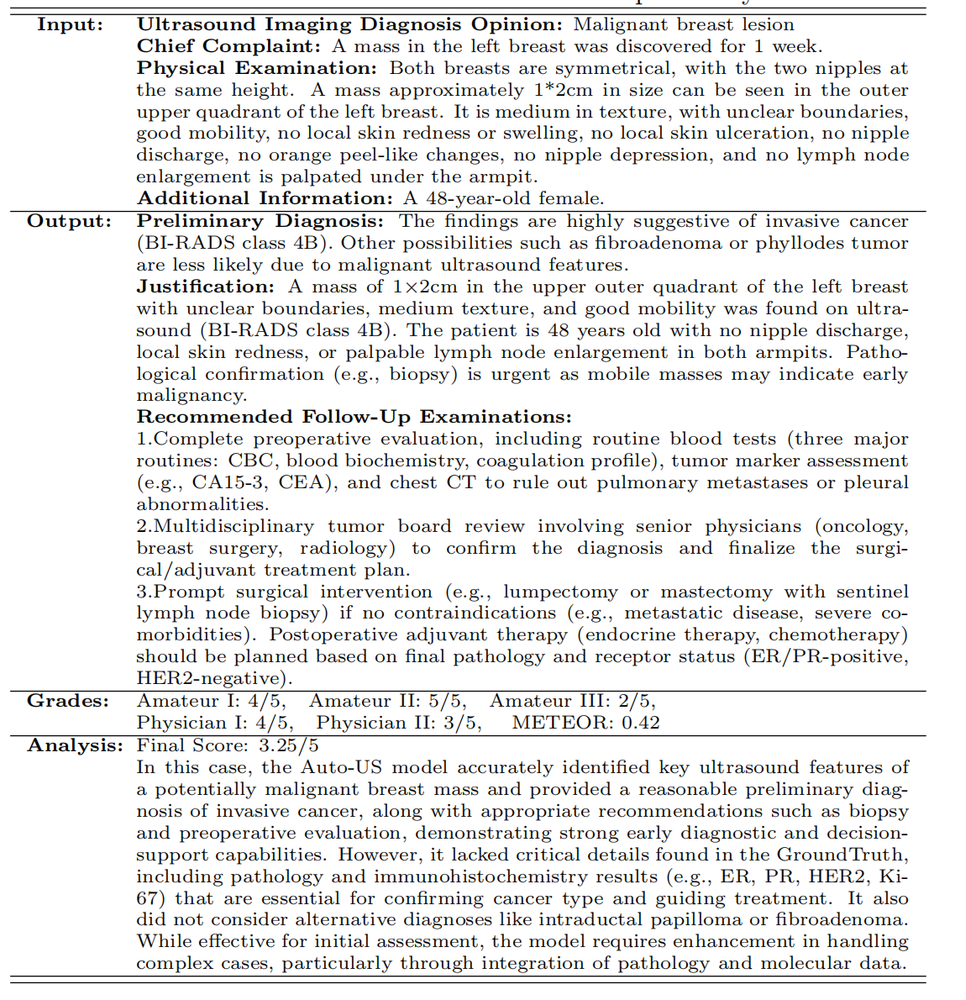 Input: Ultrasound Imaging Diagnosis Opinion: Malignant breast lesion
Chief Complaint: A mass in the left breast was discovered for 1 week.
Physical Examination: Both breasts are symmetrical, with the two nipples at
the same height. A mass approximately 1*2cm in size can be seen in the outer
upper quadrant of the left breast. It is medium in texture, with unclear boundaries,
good mobility, no local skin redness or swelling, no local skin ulceration, no nipple
discharge, no orange peel-like changes, no nipple depression, and no lymph node
enlargement is palpated under the armpit.
Additional Information: A 48-year-old female.
Output: Preliminary Diagnosis: The findings are highly suggestive of invasive cancer
(BI-RADS class 4B). Other possibilities such as fibroadenoma or phyllodes tumor
are less likely due to malignant ultrasound features.
Justification: A mass of 1×2cm in the upper outer quadrant of the left breast
with unclear boundaries, medium texture, and good mobility was found on ultra-
sound (BI-RADS class 4B). The patient is 48 years old with no nipple discharge,
local skin redness, or palpable lymph node enlargement in both armpits. Patho-
logical confirmation (e.g., biopsy) is urgent as mobile masses may indicate early
malignancy.
Recommended Follow-Up Examinations:
1.Complete preoperative evaluation, including routine blood tests (three major
routines: CBC, blood biochemistry, coagulation profile), tumor marker assessment
(e.g., CA15-3, CEA), and chest CT to rule out pulmonary metastases or pleural
abnormalities.
2.Multidisciplinary tumor board review involving senior physicians (oncology,
breast surgery, radiology) to confirm the diagnosis and finalize the surgi-
cal/adjuvant treatment plan.
3.Prompt surgical intervention (e.g., lumpectomy or mastectomy with sentinel
lymph node biopsy) if no contraindications (e.g., metastatic disease, severe co-
morbidities). Postoperative adjuvant therapy (endocrine therapy, chemotherapy)
should be planned based on final pathology and receptor status (ER/PR-positive,
HER2-negative).
Grades: Amateur I: 4/5, Amateur II: 5/5, Amateur III: 2/5,
Physician I: 4/5, Physician II: 3/5, METEOR: 0.42
Analysis: Final Score: 3.25/5
In this case, the Auto-US model accurately identified key ultrasound features of
a potentially malignant breast mass and provided a reasonable preliminary diag-
nosis of invasive cancer, along with appropriate recommendations such as biopsy
and preoperative evaluation, demonstrating strong early diagnostic and decision-
support capabilities. However, it lacked critical details found in the GroundTruth,
including pathology and immunohistochemistry results (e.g., ER, PR, HER2, Ki-
67) that are essential for confirming cancer type and guiding treatment. It also
did not consider alternative diagnoses like intraductal papilloma or fibroadenoma.
While effective for initial assessment, the model requires enhancement in handling
complex cases, particularly through integration of pathology and molecular data.